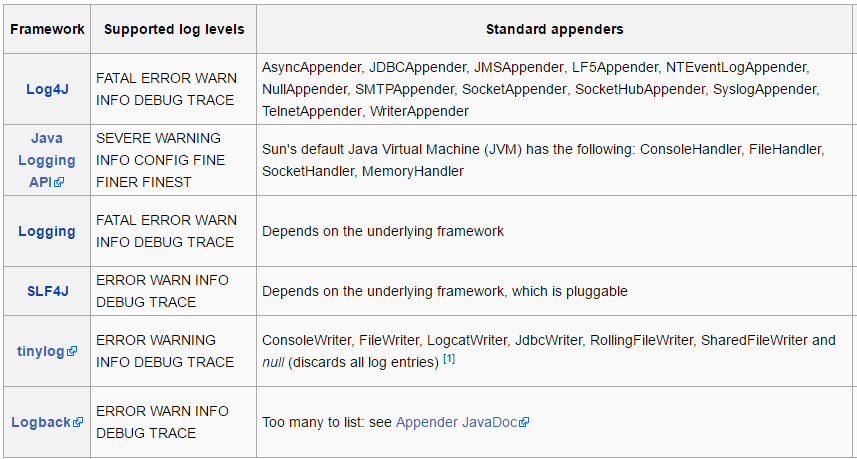 Framework Supported log levels Standard appenders
Log4J
FATAL ERROR WARN
INFO DEBUG TRACE
AsyncAppender, JDBCAppender, JMSAppender, LF5Appender, NTEventLogAppender,
NullAppender, SMTPAppender, SocketAppender, SocketHubAppender, SyslogAppender,
TelnetAppender, WriterAppender
Java
Logging
API
SEVERE WARNING
INFO CONFIG FINE
FINER FINEST
Sun's default Java Virtual Machine (JVM) has the following: ConsoleHandler, FileHandler,
SocketHandler, MemoryHandler
Logging
FATAL ERROR WARN
INFO DEBUG TRACE
Depends on the underlying framework
SLF4J
ERROR WARN INFO
DEBUG TRACE
Depends on the underlying framework, which is pluggable
tinylog
ERROR WARNING
INFO DEBUG TRACE
ConsoleWriter, FileWriter, LogcatWriter, JdbcWriter, RollingFileWriter, SharedFileWriter and
null (discards all log entries) [1]
Logback
ERROR WARN INFO
DEBUG TRACE
Too many to list: see Appender JavaDoc